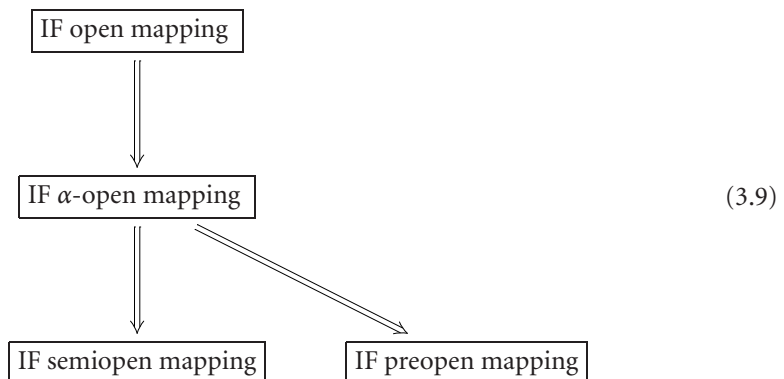 IF open mapping
IF α-open mapping
(3.9)
IF semiopen mapping
IF preopen mapping